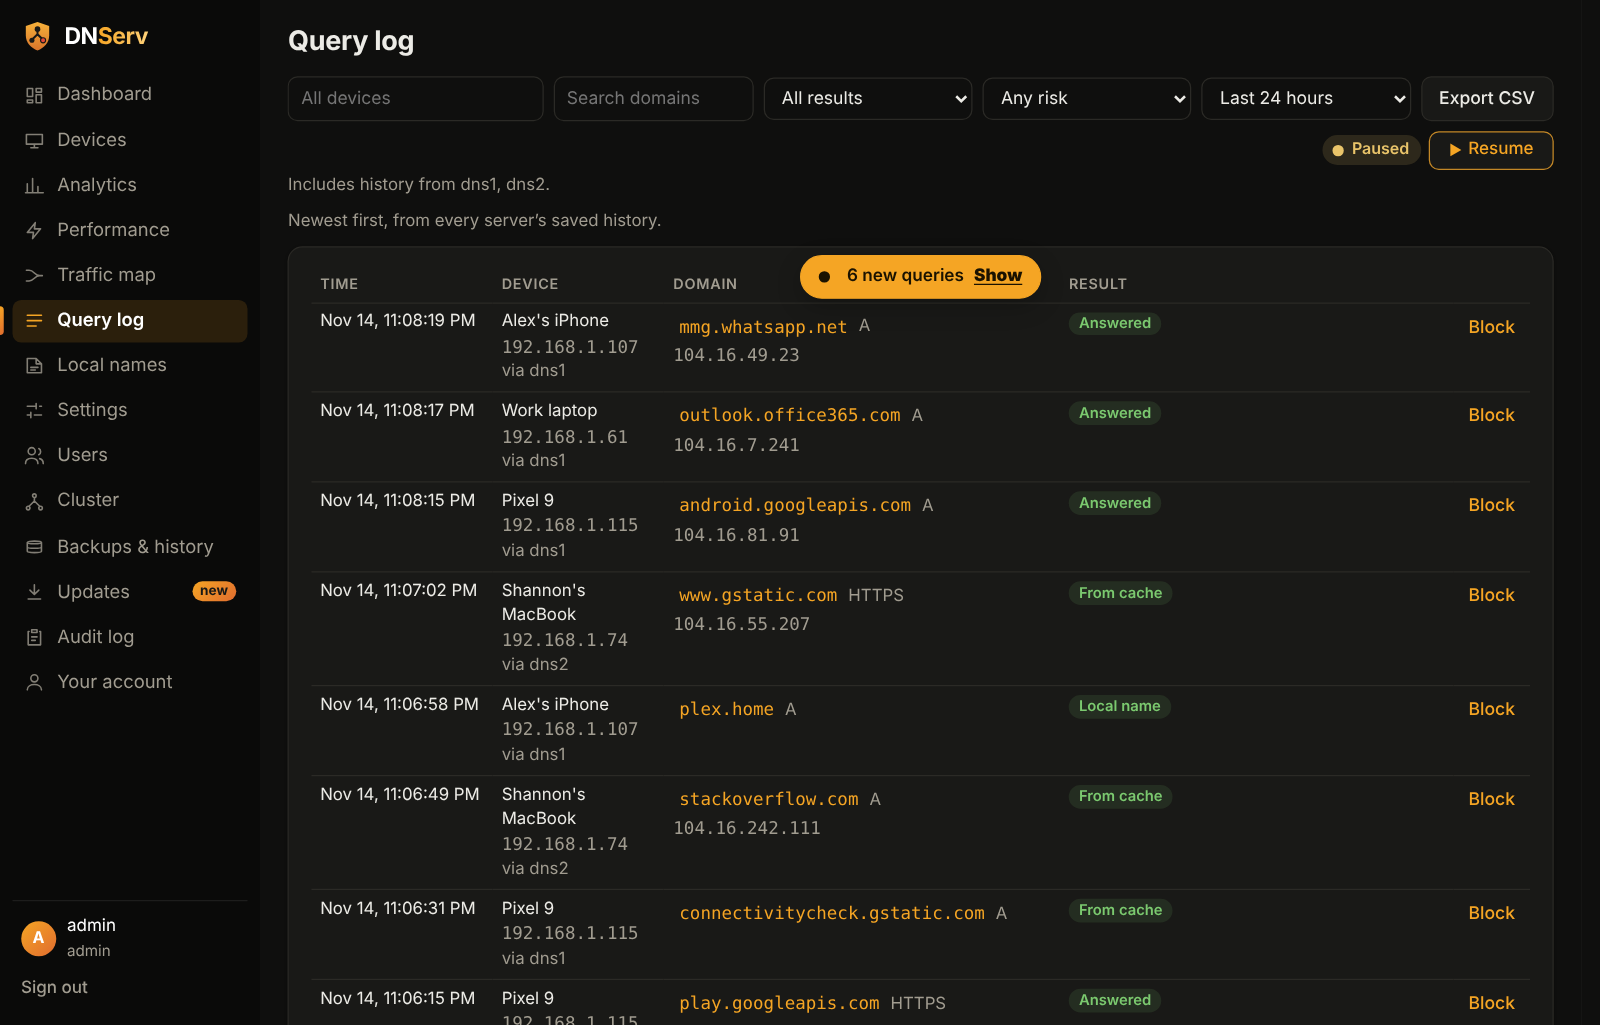 DNServ
Dashboard
Devices
Analytics
Performance
Traffic map
Query log
Local names
Settings
Users
Cluster
Backups & history
Updates new
Audit log
Your account
A
admin
admin
Sign out
Query log
All devices
Search domains
All results
Any risk
Last 24 hours
Export CSV
Paused
Resume
Includes history from dns1, dns2.
Newest first, from every server’s saved history.
6 new queries Show
TIME DEVICE DOMAIN RESULT
Nov 14, 11:08:19 PM Alex's iPhone mmg.whatsapp.net A Answered Block
192.168.1.107 104.16.49.23
via dns1
Nov 14, 11:08:17 PM Work laptop outlook.office365.com A Answered Block
192.168.1.61 104.16.7.241
via dns1
Nov 14, 11:08:15 PM Pixel 9 android.googleapis.com A Answered Block
192.168.1.115 104.16.81.91
via dns1
Nov 14, 11:07:02 PM Shannon's www.gstatic.com HTTPS From cache Block
MacBook 104.16.55.207
192.168.1.74
via dns2
Nov 14, 11:06:58 PM Alex's iPhone plex.home A Local name Block
192.168.1.107
via dns1
Nov 14, 11:06:49 PM Shannon's stackoverflow.com A From cache Block
MacBook 104.16.242.111
192.168.1.74
via dns2
Nov 14, 11:06:31 PM Pixel 9 connectivitycheck.gstatic.com A From cache Block
192.168.1.115
via dns1
Nov 14, 11:06:15 PM Pixel 9 play.googleapis.com HTTPS Answered Block
192.168.1.115